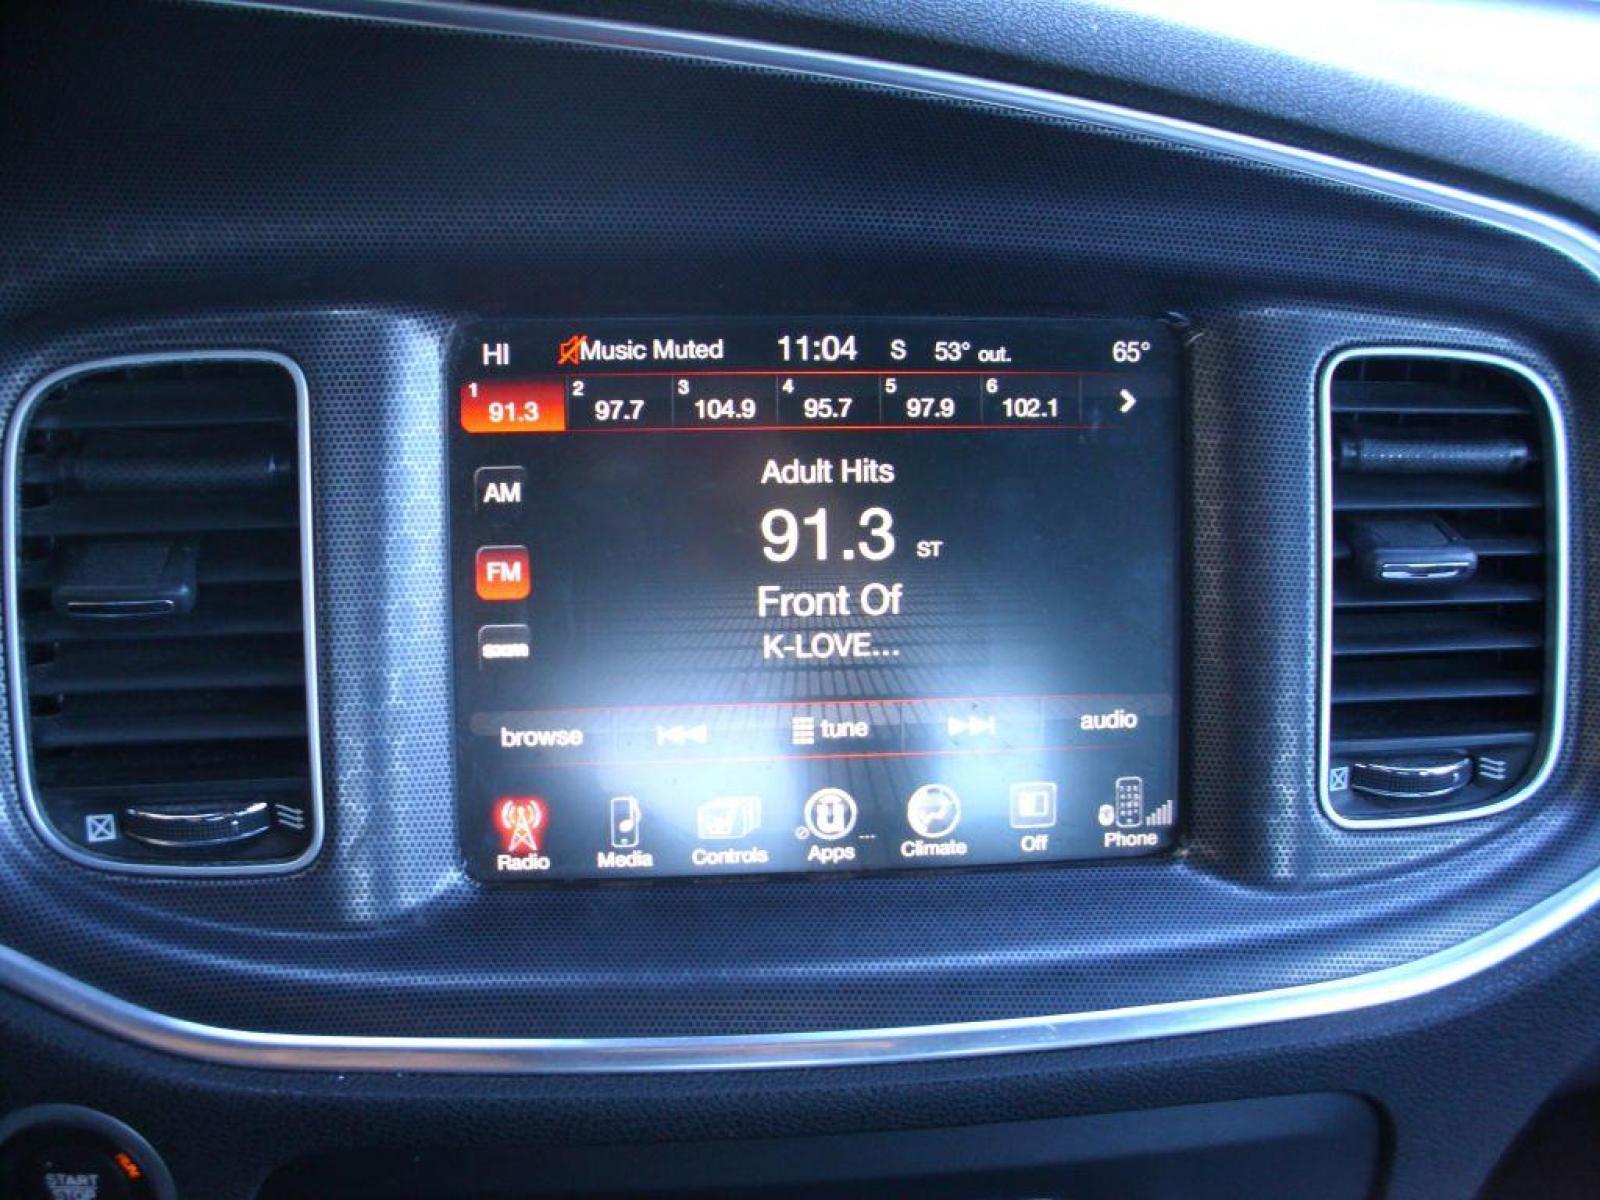 HI Music Muted 11:04 S 53° out. 65°
1 91.3 2 97.7 3 104.9 4 95.7 5 97.9 6 102.1
Adult Hits
AM
91.3 ST
FM
Front Of
K-LOVE...
sxm
browse tune audio
Radio Media Controls Apps ... Climate Off Phone
RUN
START
STOP